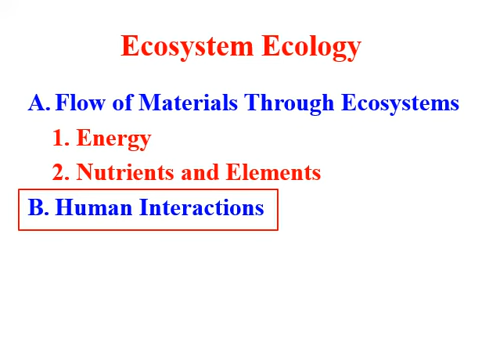 Ecosystem Ecology
A. Flow of Materials Through Ecosystems
1. Energy
2. Nutrients and Elements
B. Human Interactions